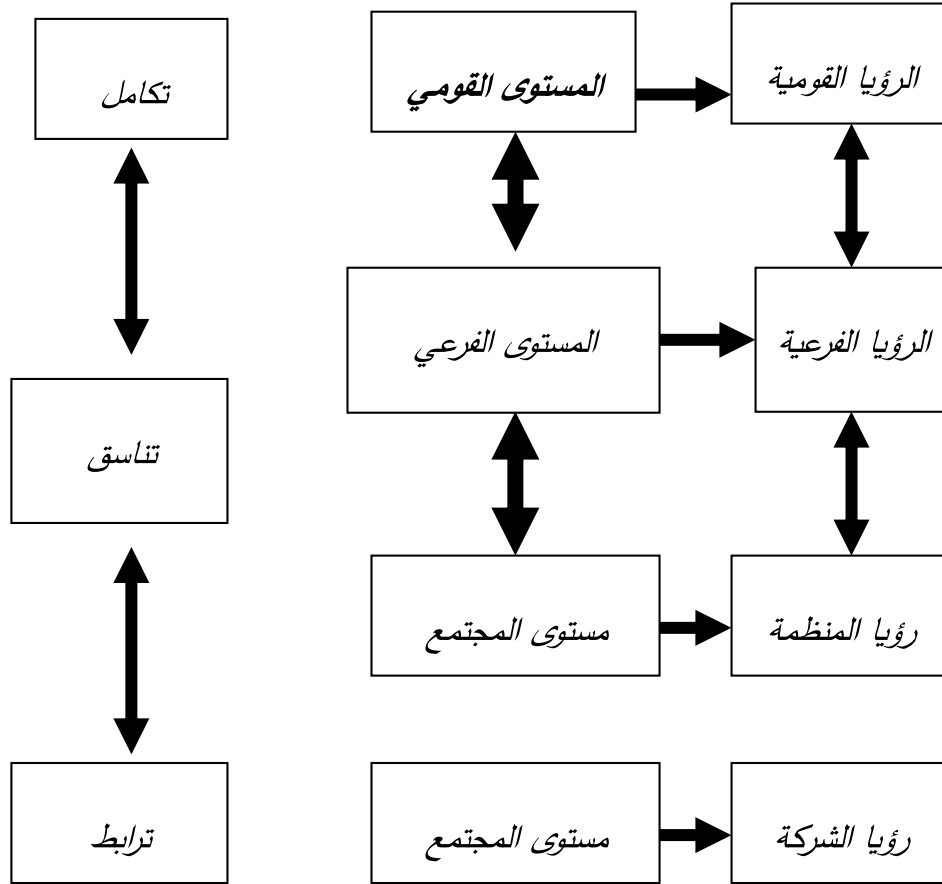 الرؤيا القومية
المستوى القومي
تكامل
الرؤيا الفرعية
المستوى الفرعي
تناسق
رؤيا المنظمة
مستوى المجتمع
رؤيا الشركة
مستوى المجتمع
ترابط